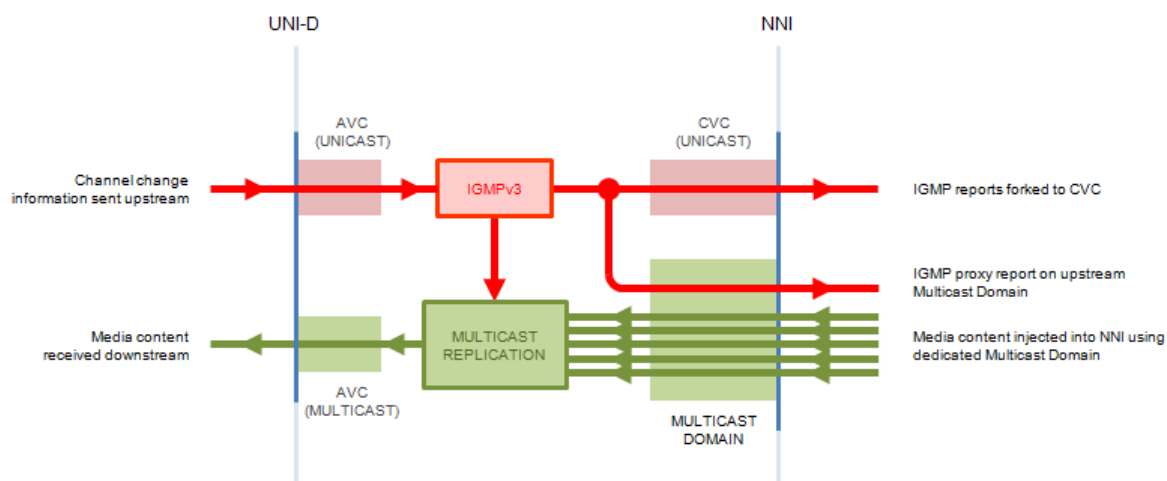 UNI-D
NNI
AVC
(UNICAST)
CVC
(UNICAST)
Channel change
information sent upstream
IGMPv3
IGMP reports forked to CVC
IGMP proxy report on upstream
Multicast Domain
Media content
received downstream
MULTICAST
REPLICATION
Media content injected into NNI using
dedicated Multicast Domain
AVC
(MULTICAST)
MULTICAST
DOMAIN